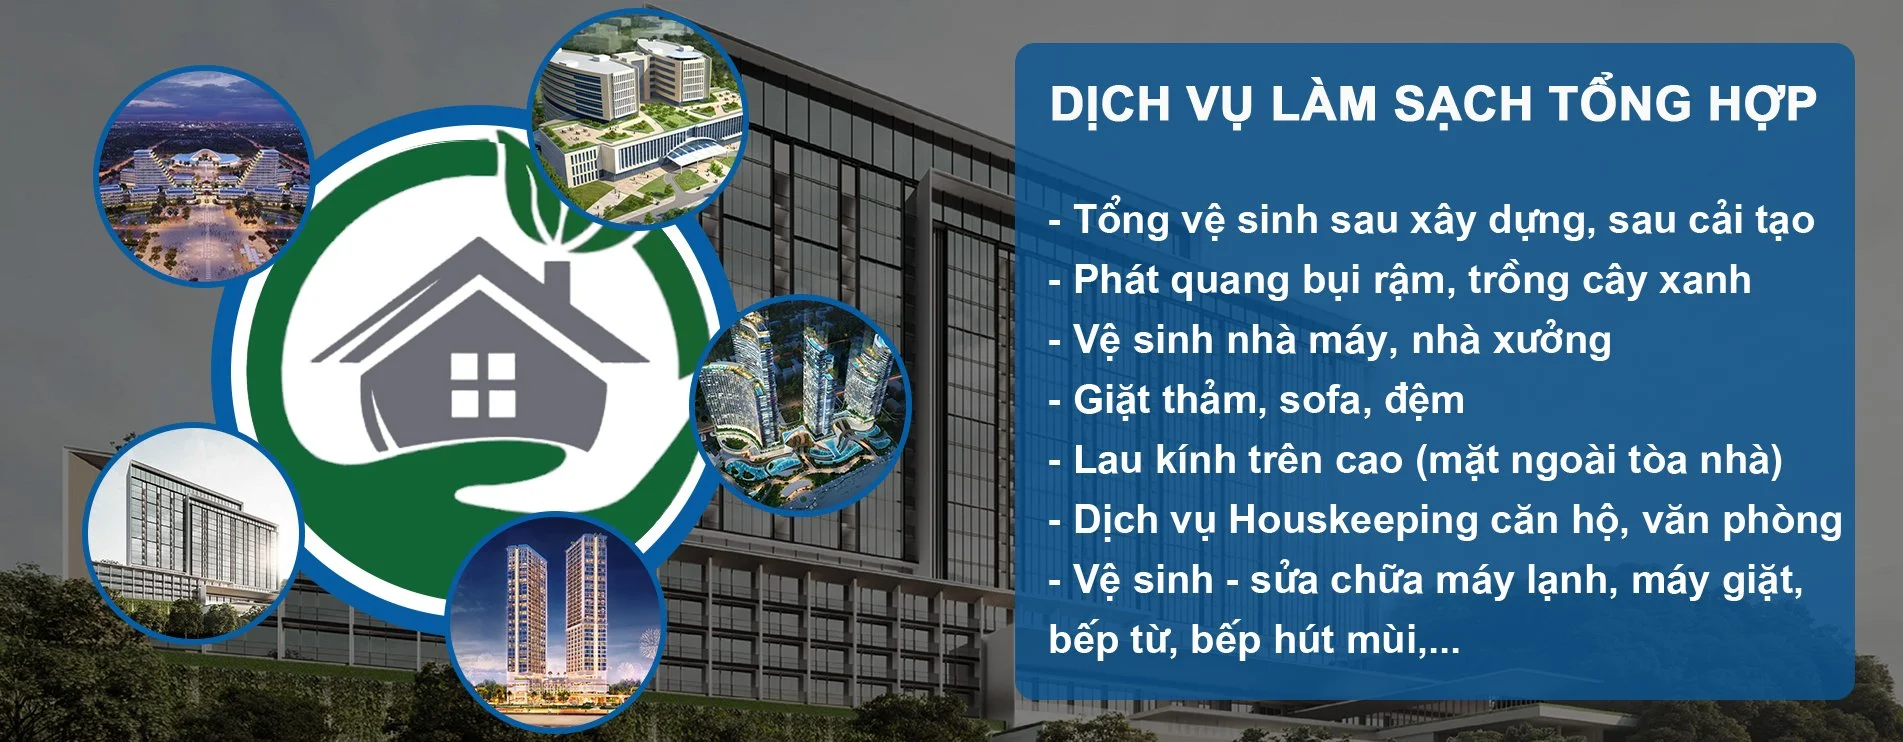 DỊCH VỤ LÀM SẠCH TỔNG HỢP
- Tổng vệ sinh sau xây dựng, sau cải tạo
- Phát quang bụi rậm, trồng cây xanh
- Vệ sinh nhà máy, nhà xưởng
- Giặt thảm, sofa, đệm
- Lau kính trên cao (mặt ngoài tòa nhà)
- Dịch vụ Houskeeping căn hộ, văn phòng
- Vệ sinh - sửa chữa máy lạnh, máy giặt,
bếp từ, bếp hút mùi,...